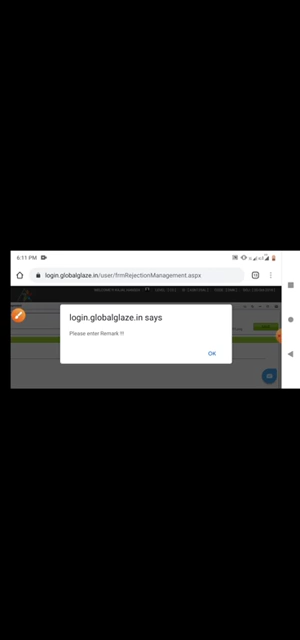 6:11 PM
login.globalglaze.in/user/frmRejectionManagement.aspx
login.globalglaze.in says
Please enter Remark !!!
OK